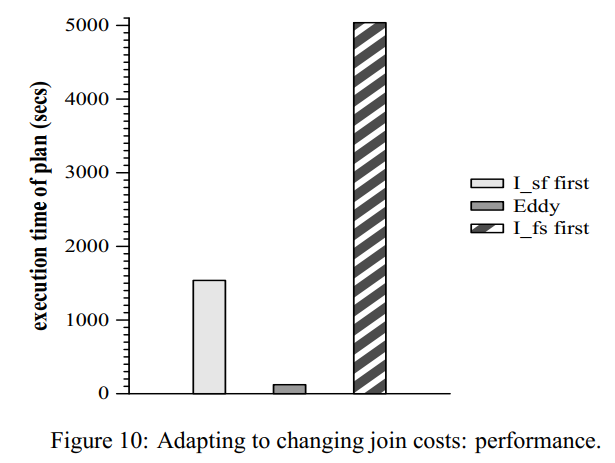 5000
4000
3000
2000
1000
0
execution time of plan (secs)
I_sf first
Eddy
I_fs first
Figure 10: Adapting to changing join costs: performance.